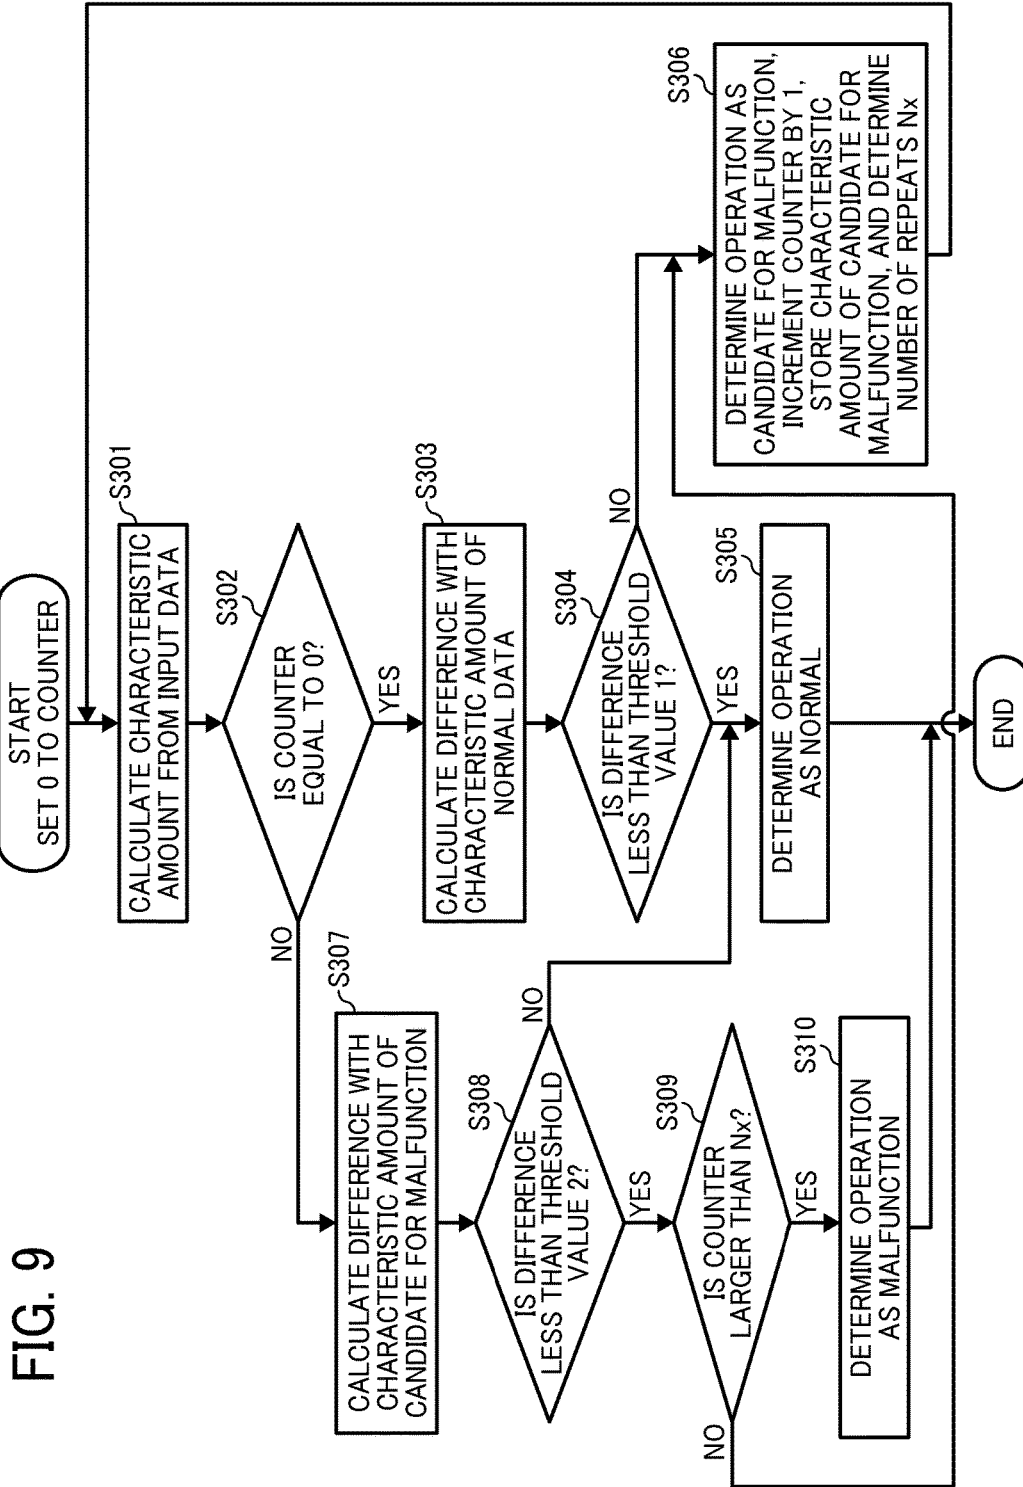 FIG. 9
START
SET 0 TO COUNTER
S301
CALCULATE CHARACTERISTIC
AMOUNT FROM INPUT DATA
S302
IS COUNTER
EQUAL TO 0?
YES
NO
S303
CALCULATE DIFFERENCE WITH
CHARACTERISTIC AMOUNT OF
NORMAL DATA
S304
IS DIFFERENCE
LESS THAN THRESHOLD
VALUE 1?
YES
NO
S305
DETERMINE OPERATION
AS NORMAL
S306
DETERMINE OPERATION AS
CANDIDATE FOR MALFUNCTION,
INCREMENT COUNTER BY 1,
STORE CHARACTERISTIC
AMOUNT OF CANDIDATE FOR
MALFUNCTION, AND DETERMINE
NUMBER OF REPEATS Nx
S307
CALCULATE DIFFERENCE WITH
CHARACTERISTIC AMOUNT OF
CANDIDATE FOR MALFUNCTION
S308
IS DIFFERENCE
LESS THAN THRESHOLD
VALUE 2?
NO
YES
S309
IS COUNTER
LARGER THAN Nx?
NO
YES
S310
DETERMINE OPERATION
AS MALFUNCTION
END